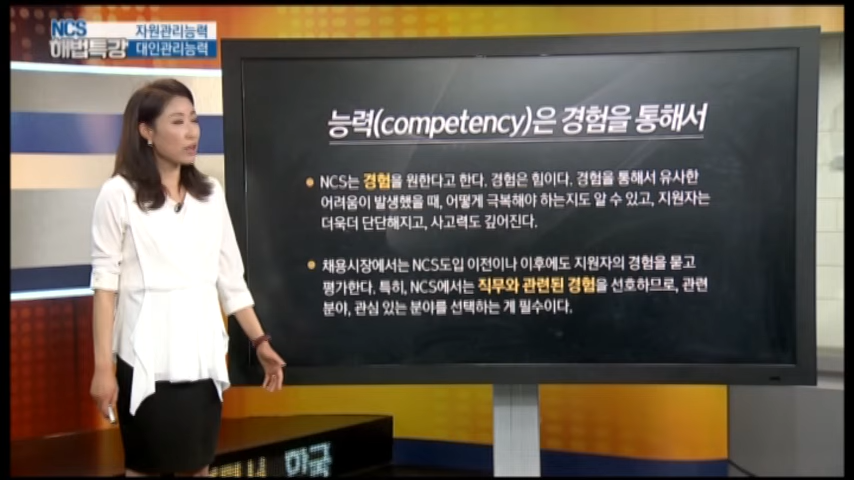 NCS
해법특강
자원관리능력
대인관리능력
능력(competency)은 경험을 통해서
NCS는 경험을 원한다고 한다. 경험은 힘이다. 경험을 통해서 유사한
어려움이 발생했을 때, 어떻게 극복해야 하는지도 알 수 있고, 지원자는
더욱더 단단해지고, 사고력도 깊어진다.
채용시장에서는 NCS도입 이전이나 이후에도 지원자의 경험을 묻고
평가한다. 특히, NCS에서는 직무와 관련된 경험을 선호하므로, 관련
분야, 관심 있는 분야를 선택하는 게 필수이다.
한국